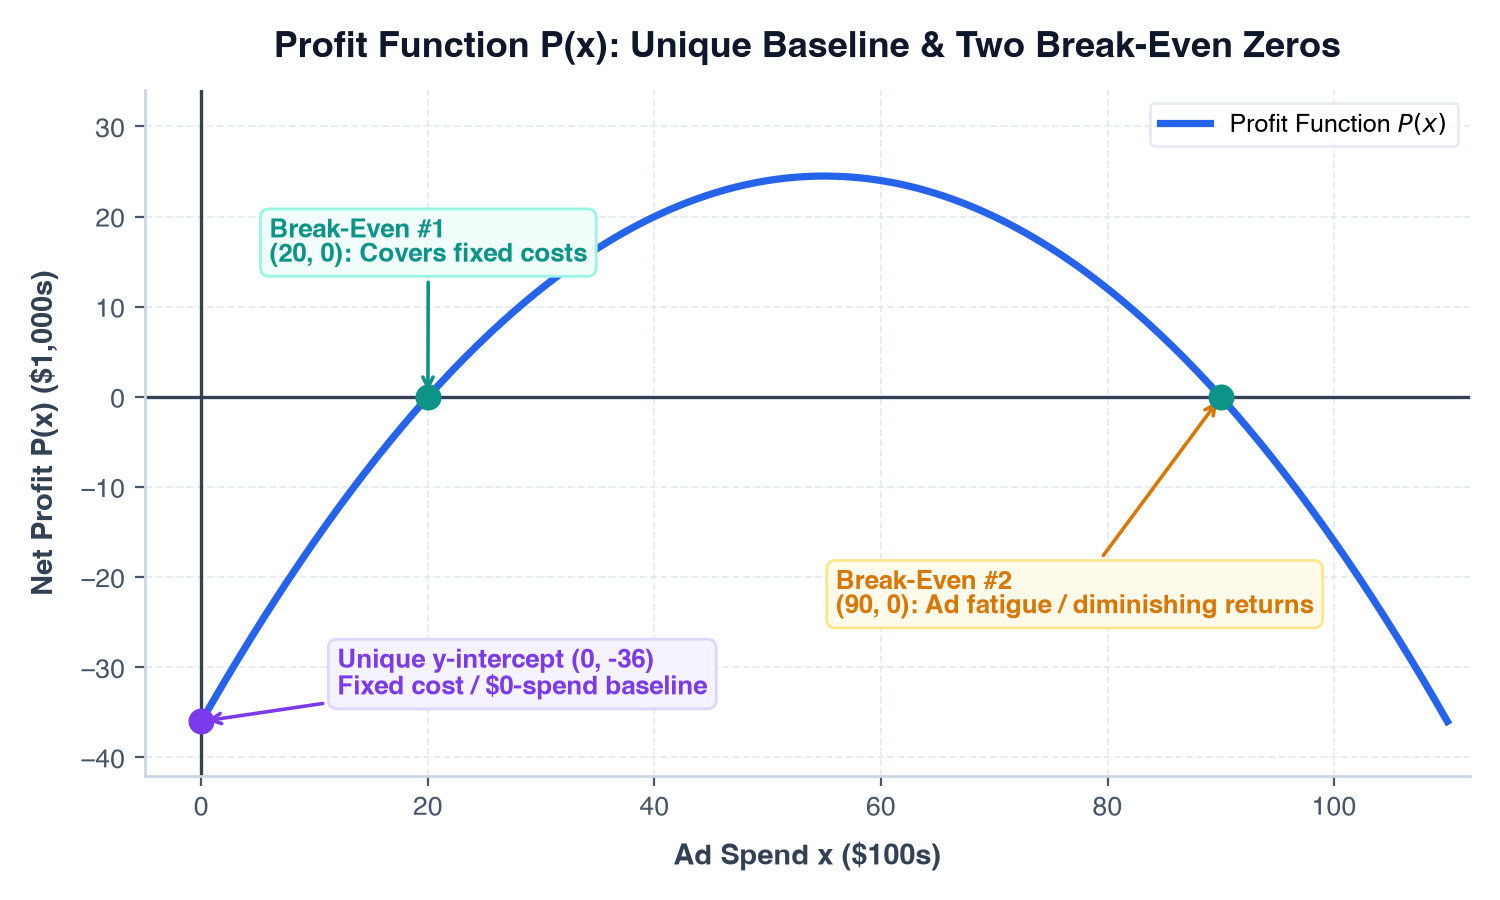 Profit Function P(x): Unique Baseline & Two Break-Even Zeros
Profit Function P(x)
Net Profit P(x) ($1,000s)
30
20
10
0
−10
−20
−30
−40
Break-Even #1
(20, 0): Covers fixed costs
Break-Even #2
(90, 0): Ad fatigue / diminishing returns
Unique y-intercept (0, -36)
Fixed cost / $0-spend baseline
0
20
40
60
80
100
Ad Spend x ($100s)